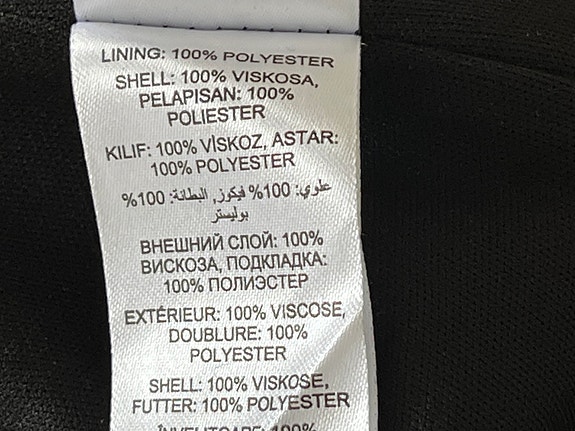 LINING: 100% POLYESTER
SHELL: 100% VISKOSA,
PELAPISAN: 100%
POLIESTER
KILIF: 100% VİSKOZ, ASTAR:
100% POLYESTER
علوي: 100% فيكوز, البطانة: 100%
بوليستر
ВНЕШНИЙ СЛОЙ: 100%
ВИСКОЗА, ПОДКЛАДКА:
100% ПОЛИЭСТЕР
EXTÉRIEUR: 100% VISCOSE,
DOUBLURE: 100%
POLYESTER
SHELL: 100% VISKOSE,
FUTTER: 100% POLYESTER
100%